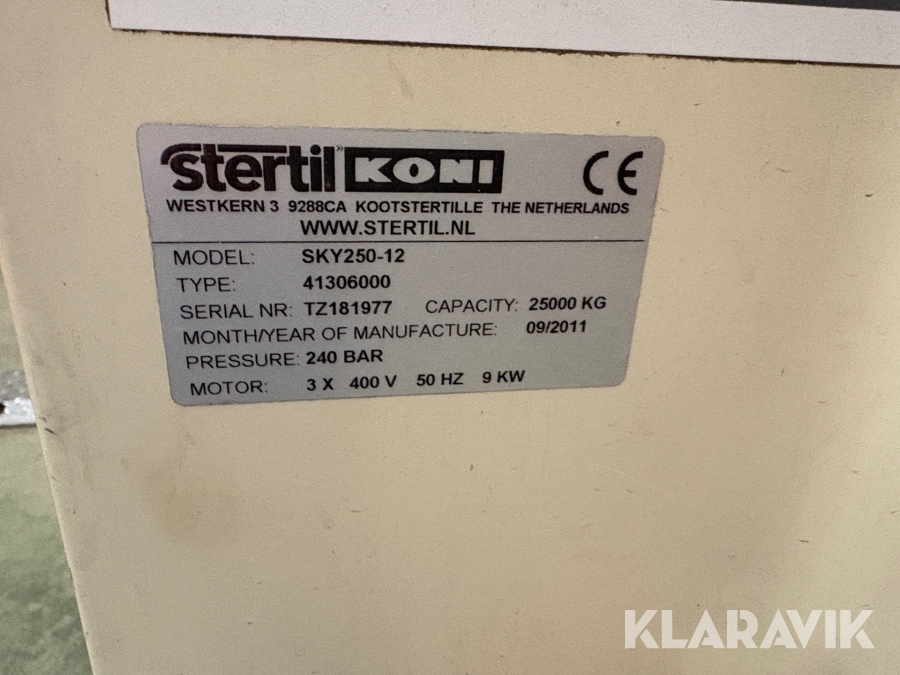 stertil KONI CE
WESTKERN 3 9288CA KOOTSTERTILLE THE NETHERLANDS
WWW.STERTIL.NL
MODEL: SKY250-12
TYPE: 41306000
SERIAL NR: TZ181977 CAPACITY: 25000 KG
MONTH/YEAR OF MANUFACTURE: 09/2011
PRESSURE: 240 BAR
MOTOR: 3 X 400 V 50 HZ 9 KW
KLARAVIK